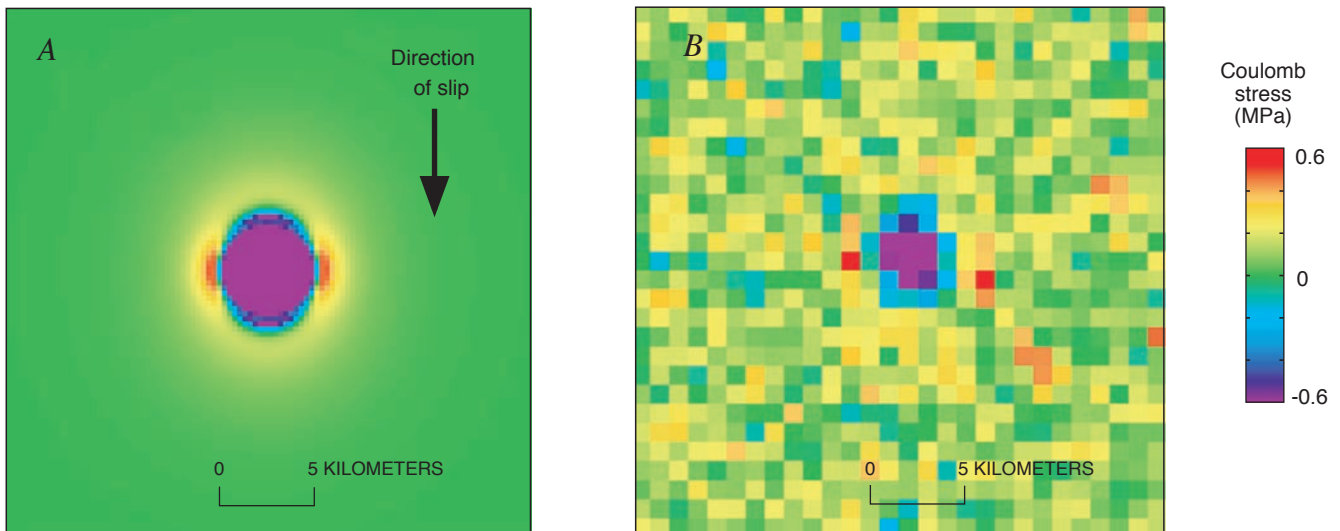 A
Direction
of slip
0 5 KILOMETERS
B
0 5 KILOMETERS
Coulomb
stress
(MPa)
0.6
0
-0.6